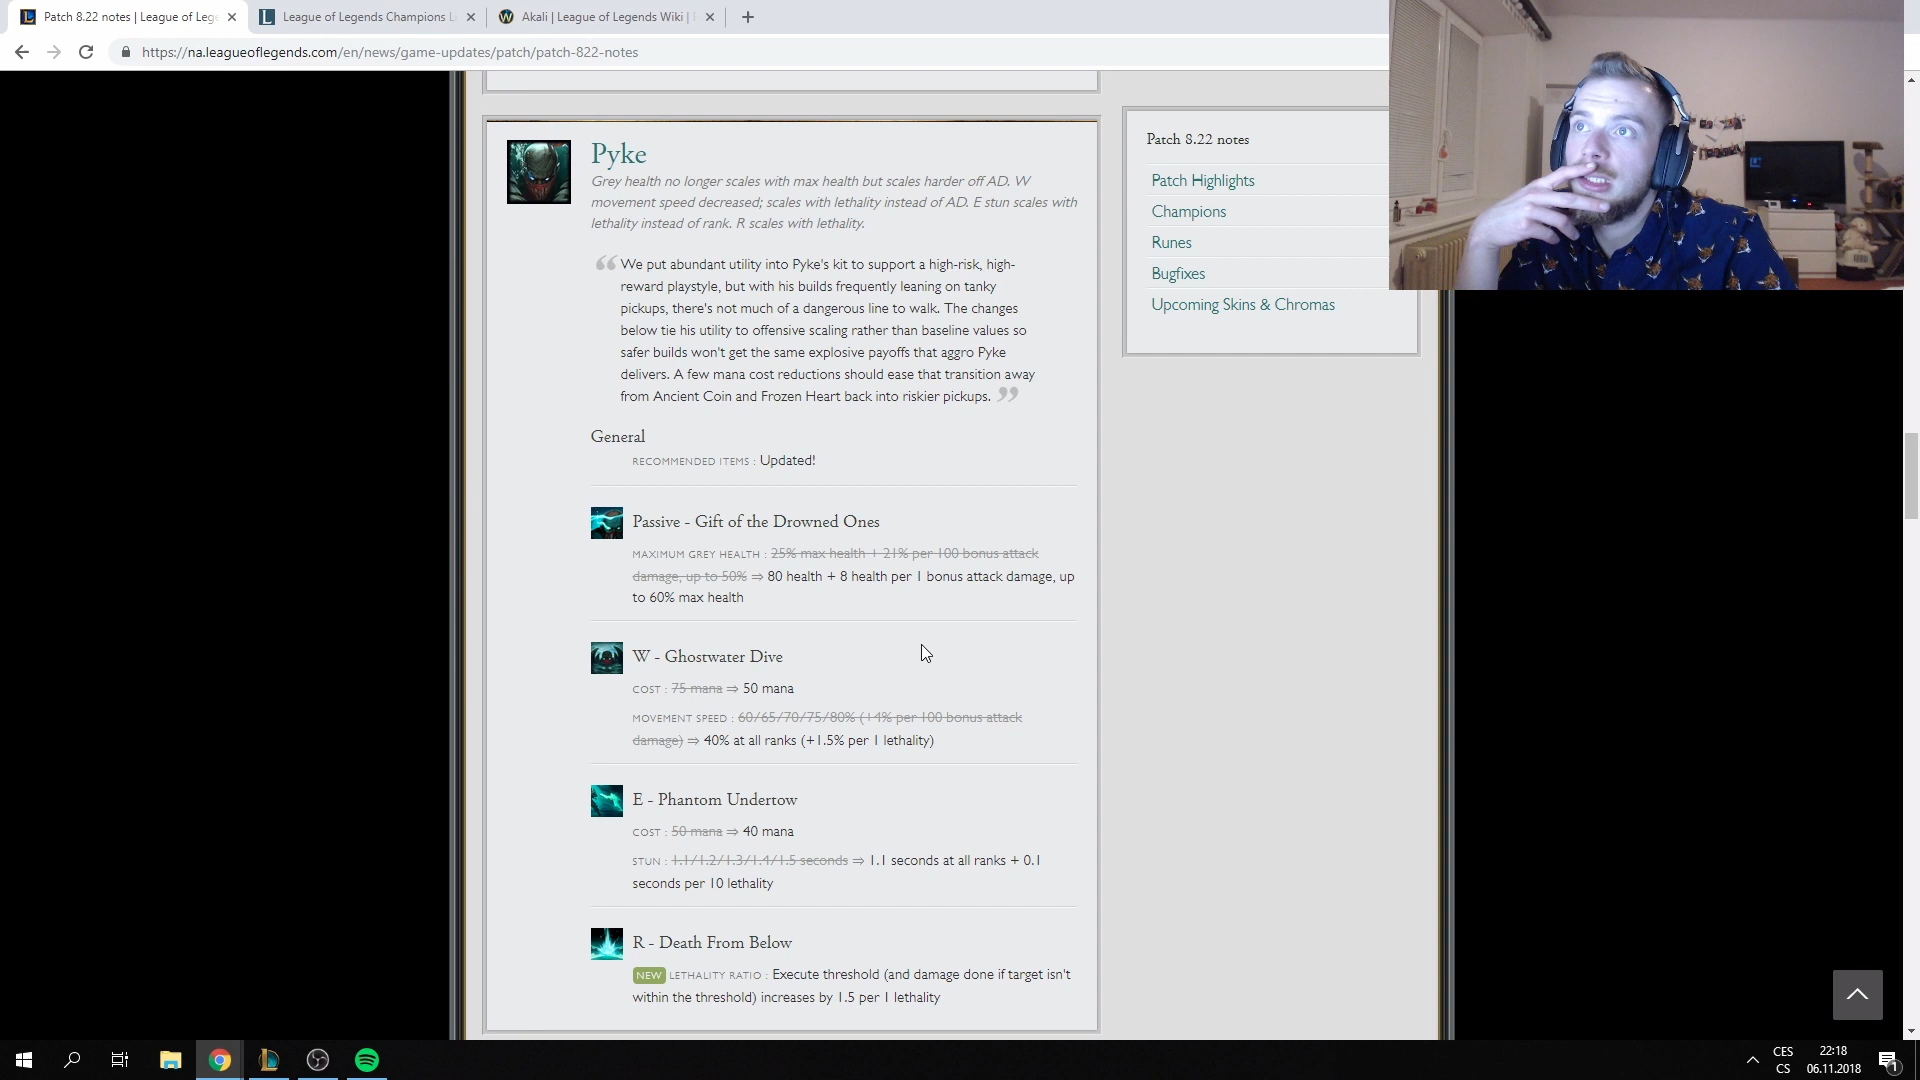 Patch 8.22 notes | League of Leg
League of Legends Champions Li
Akali | League of Legends Wiki |
https://na.leagueoflegends.com/en/news/game-updates/patch/patch-822-notes
Pyke
Grey health no longer scales with max health but scales harder off AD. W
movement speed decreased; scales with lethality instead of AD. E stun scales with
lethality instead of rank. R scales with lethality.
“ We put abundant utility into Pyke's kit to support a high-risk, high-
reward playstyle, but with his builds frequently leaning on tanky
pickups, there's not much of a dangerous line to walk. The changes
below tie his utility to offensive scaling rather than baseline values so
safer builds won't get the same explosive payoffs that aggro Pyke
delivers. A few mana cost reductions should ease that transition away
from Ancient Coin and Frozen Heart back into riskier pickups. ”
General
RECOMMENDED ITEMS : Updated!
Passive - Gift of the Drowned Ones
MAXIMUM GREY HEALTH : 25% max health + 21% per 100 bonus attack
damage, up to 50% ⇒ 80 health + 8 health per 1 bonus attack damage, up
to 60% max health
W - Ghostwater Dive
COST : 75 mana ⇒ 50 mana
MOVEMENT SPEED : 60/65/70/75/80% (+4% per 100 bonus attack
damage) ⇒ 40% at all ranks (+1.5% per 1 lethality)
E - Phantom Undertow
COST : 50 mana ⇒ 40 mana
STUN : 1.1/1.2/1.3/1.4/1.5 seconds ⇒ 1.1 seconds at all ranks + 0.1
seconds per 10 lethality
R - Death From Below
NEW LETHALITY RATIO : Execute threshold (and damage done if target isn't
within the threshold) increases by 1.5 per 1 lethality
Patch 8.22 notes
Patch Highlights
Champions
Runes
Bugfixes
Upcoming Skins & Chromas
CES
CS
22:18
06.11.2018
1